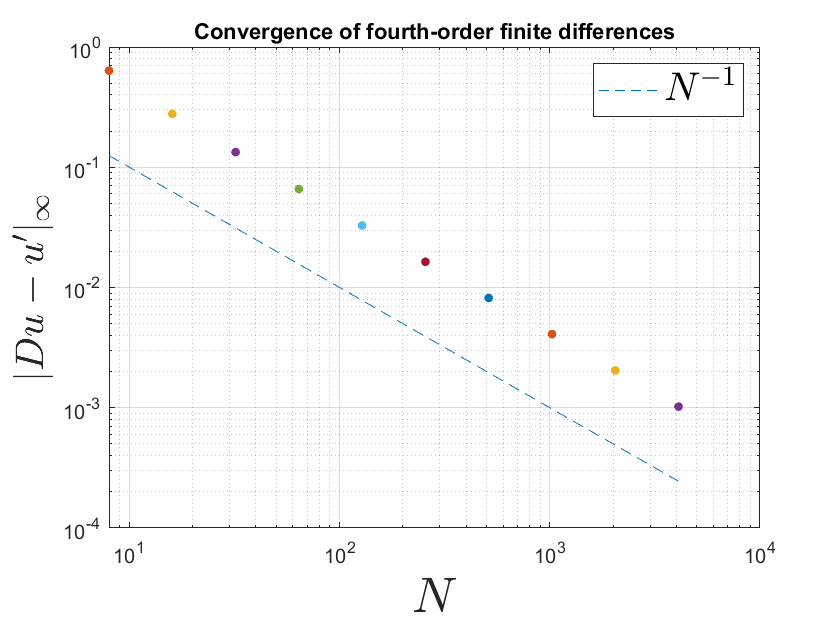 Convergence of fourth-order finite differences
10^0
10^-1
10^-2
10^-3
10^-4
|Du − u′|_∞
N^{-1}
10^1
10^2
10^3
10^4
N